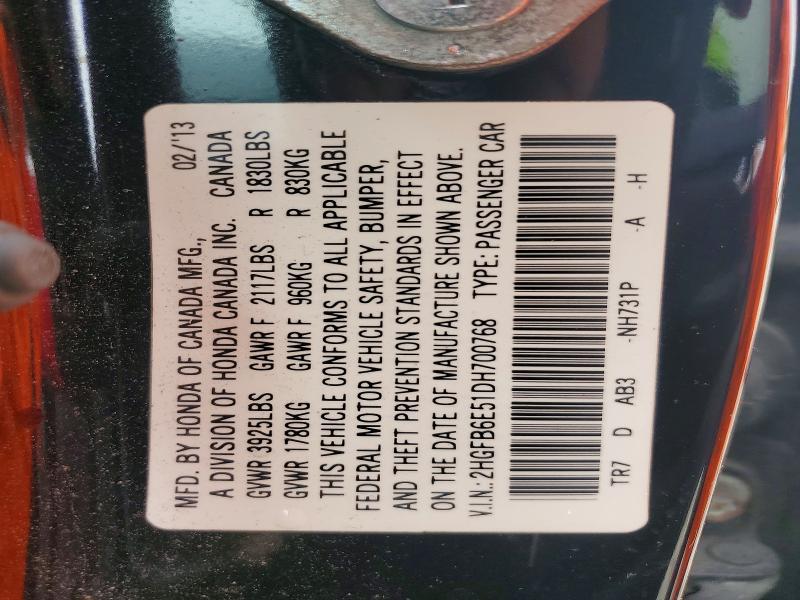 MFD. BY HONDA OF CANADA MFG., 02/'13
A DIVISION OF HONDA CANADA INC. CANADA
GVWR 3925LBS GAWR F 2117LBS R 1830LBS
GVWR 1780KG GAWR F 960KG R 830KG
THIS VEHICLE CONFORMS TO ALL APPLICABLE
FEDERAL MOTOR VEHICLE SAFETY, BUMPER,
AND THEFT PREVENTION STANDARDS IN EFFECT
ON THE DATE OF MANUFACTURE SHOWN ABOVE.
V.I.N.: 2HGFB6E51DH700768 TYPE: PASSENGER CAR
TR7 D AB3 -NH731P -A -H